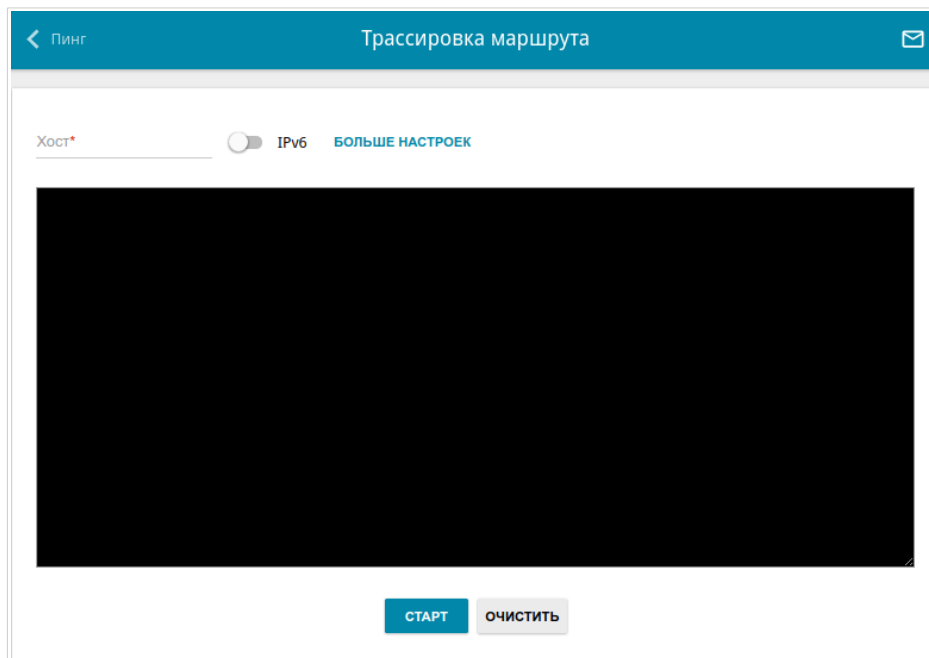 Пинг
Трассировка маршрута
Хост*
IPv6
БОЛЬШЕ НАСТРОЕК
СТАРТ
ОЧИСТИТЬ